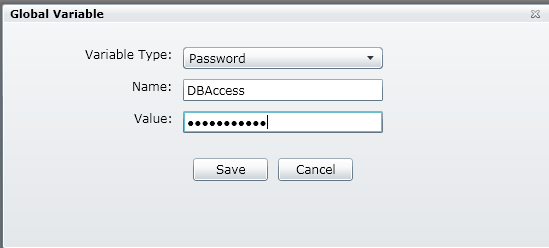 Global Variable
Variable Type: Password
Name: DBAccess
Value: ●●●●●●●●●●●
Save Cancel